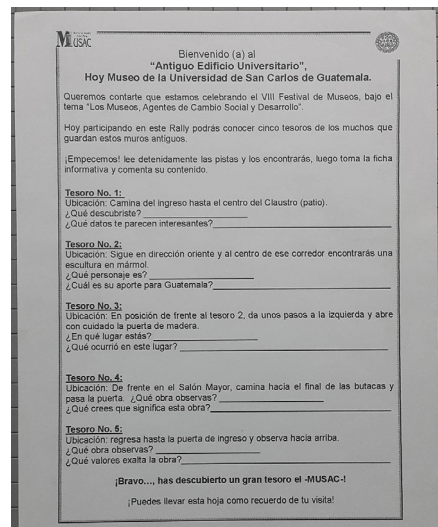 MUSAC
Bienvenido (a) al
"Antiguo Edificio Universitario",
Hoy Museo de la Universidad de San Carlos de Guatemala.
Queremos contarte que estamos celebrando el VIII Festival de Museos, bajo el
tema "Los Museos, Agentes de Cambio Social y Desarrollo".
Hoy participando en este Rally podrás conocer cinco tesoros de los muchos que
guardan estos muros antiguos.
¡Empecemos! lee detenidamente las pistas y los encontrarás, luego toma la ficha
informativa y comenta su contenido.
Tesoro No. 1:
Ubicación: Camina del ingreso hasta el centro del Claustro (patio).
¿Qué descubriste?
¿Qué datos te parecen interesantes?
Tesoro No. 2:
Ubicación: Sigue en dirección oriente y al centro de ese corredor encontrarás una
escultura en mármol.
¿Qué personaje es?
¿Cuál es su aporte para Guatemala?
Tesoro No. 3:
Ubicación: En posición de frente al tesoro 2, da unos pasos a la izquierda y abre
con cuidado la puerta de madera.
¿En qué lugar estás?
¿Qué ocurrió en este lugar?
Tesoro No. 4:
Ubicación: De frente en el Salón Mayor, camina hacia el final de las butacas y
pasa la puerta. ¿Qué obra observas?
¿Qué crees que significa esta obra?
Tesoro No. 5:
Ubicación: regresa hasta la puerta de ingreso y observa hacia arriba.
¿Qué obra observas?
¿Qué valores exalta la obra?
¡Bravo..., has descubierto un gran tesoro el -MUSAC-!
¡Puedes llevar esta hoja como recuerdo de tu visita!